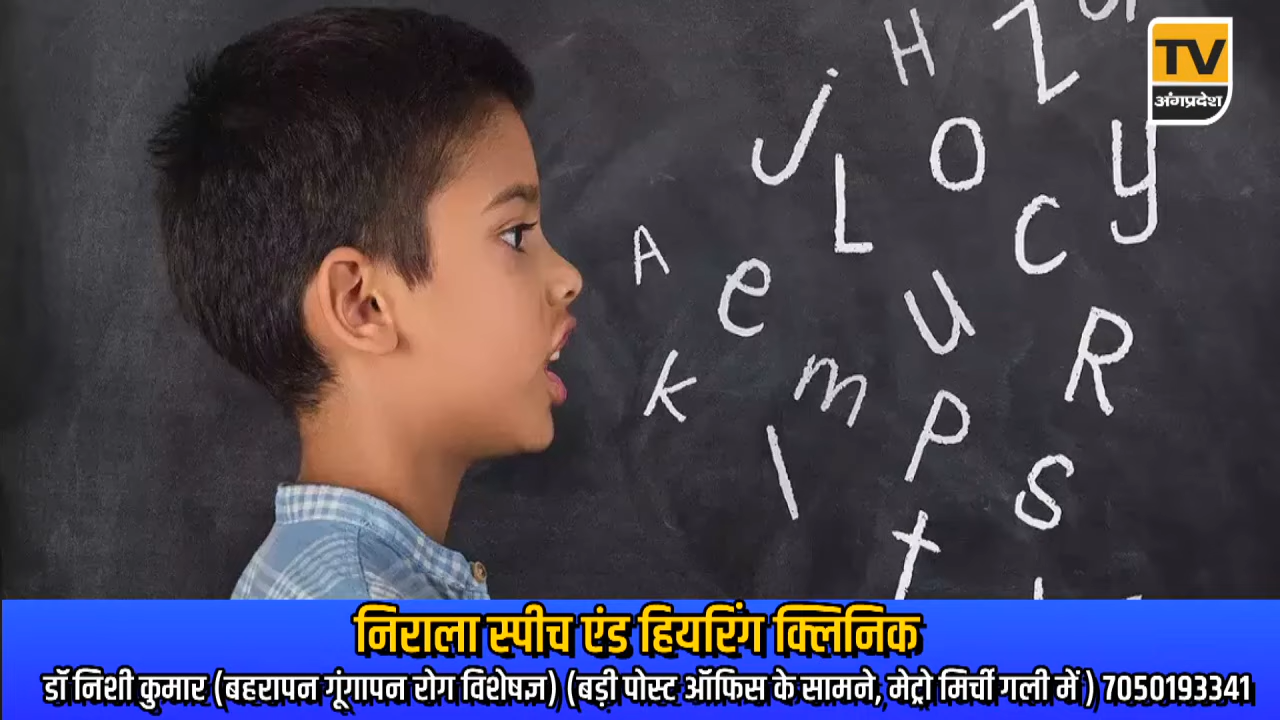 H Z
TV
अंगप्रदेश
J L O y
A e C
U
K m R
l P S
t
निराला स्पीच एंड हियरिंग क्लिनिक
डॉ निशी कुमार (बहरापन गूंगापन रोग विशेषज्ञ) (बड़ी पोस्ट ऑफिस के सामने, मेट्रो मिर्ची गली में ) 7050193341